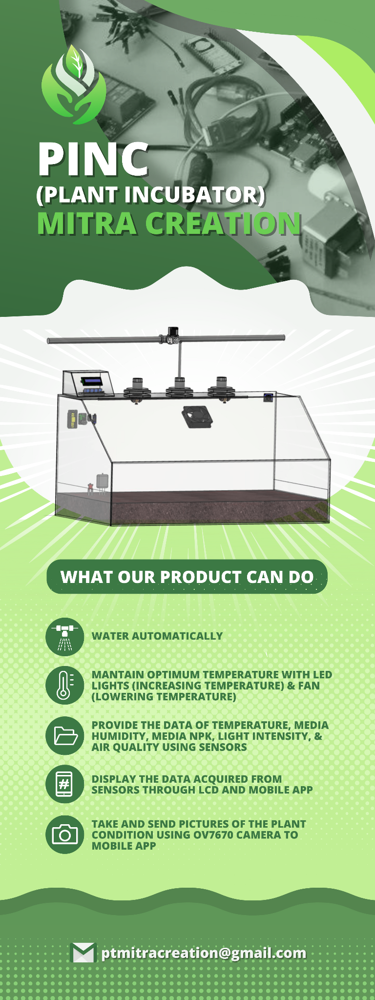 PINC
(PLANT INCUBATOR)
MITRA CREATION
WHAT OUR PRODUCT CAN DO
WATER AUTOMATICALLY
MANTAIN OPTIMUM TEMPERATURE WITH LED
LIGHTS (INCREASING TEMPERATURE) & FAN
(LOWERING TEMPERATURE)
PROVIDE THE DATA OF TEMPERATURE, MEDIA
HUMIDITY, MEDIA NPK, LIGHT INTENSITY, &
AIR QUALITY USING SENSORS
#
DISPLAY THE DATA ACQUIRED FROM
SENSORS THROUGH LCD AND MOBILE APP
TAKE AND SEND PICTURES OF THE PLANT
CONDITION USING OV7670 CAMERA TO
MOBILE APP
ptmitracreation@gmail.com